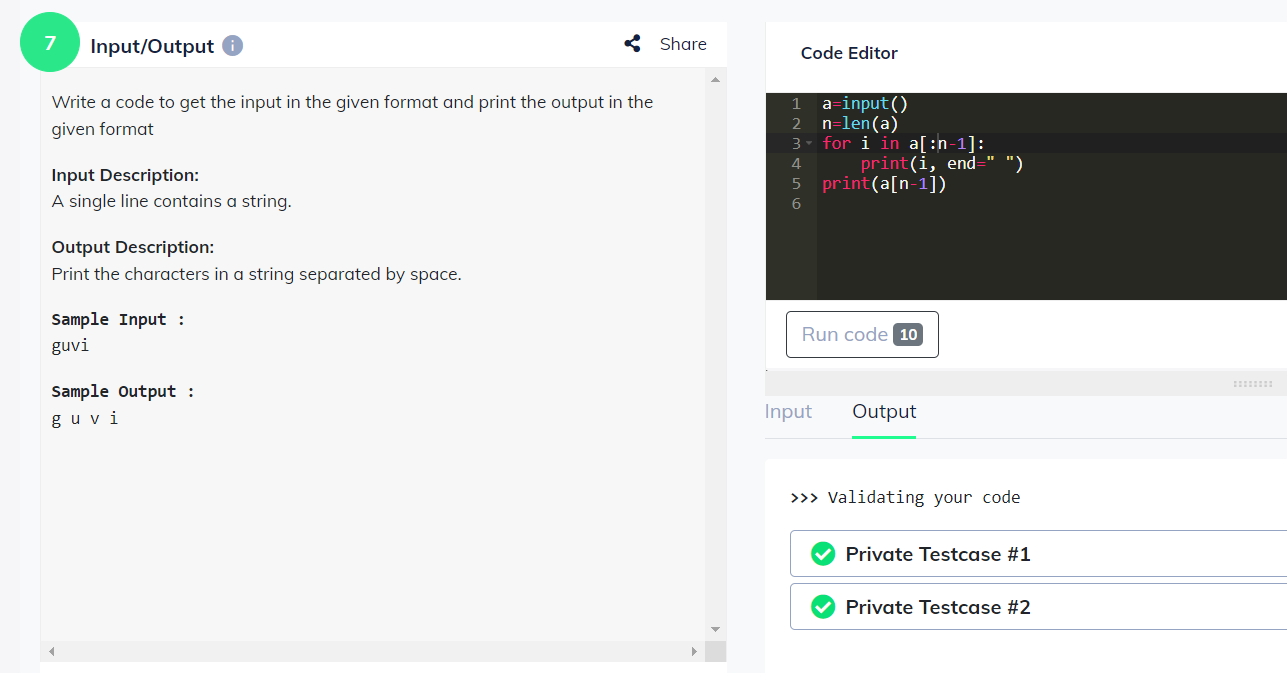 7
Input/Output i
Share
Write a code to get the input in the given format and print the output in the
given format
Input Description:
A single line contains a string.
Output Description:
Print the characters in a string separated by space.
Sample Input :
guvi
Sample Output :
g u v i
Code Editor
1 a=input()
2 n=len(a)
3 for i in a[:n-1]:
4     print(i, end=" ")
5 print(a[n-1])
6
Run code 10
Input Output
>>> Validating your code
Private Testcase #1
Private Testcase #2